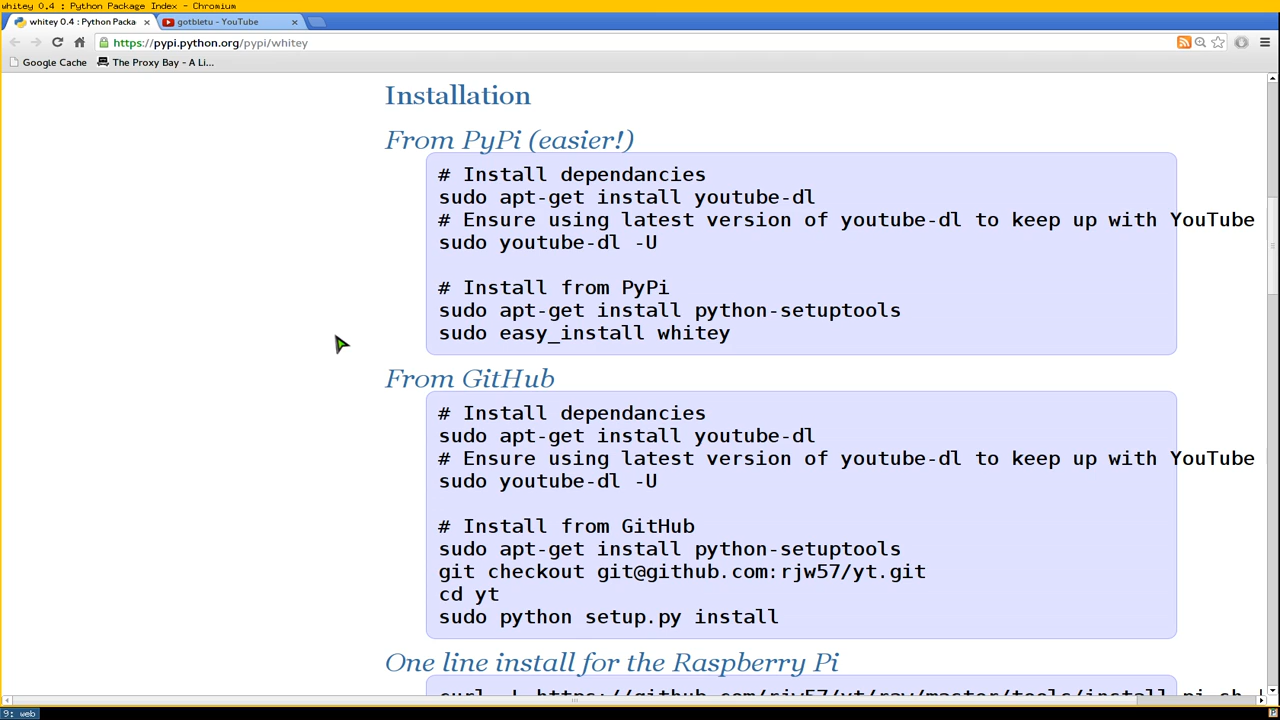 whitey 0.4 : Python Package Index - Chromium
whitey 0.4 : Python Packa
gotbletu - YouTube
https://pypi.python.org/pypi/whitey
Google Cache
The Proxy Bay - A Li...
Installation
From PyPi (easier!)
# Install dependancies
sudo apt-get install youtube-dl
# Ensure using latest version of youtube-dl to keep up with YouTube
sudo youtube-dl -U
# Install from PyPi
sudo apt-get install python-setuptools
sudo easy_install whitey
From GitHub
# Install dependancies
sudo apt-get install youtube-dl
# Ensure using latest version of youtube-dl to keep up with YouTube
sudo youtube-dl -U
# Install from GitHub
sudo apt-get install python-setuptools
git checkout git@github.com:rjw57/yt.git
cd yt
sudo python setup.py install
One line install for the Raspberry Pi
9: web